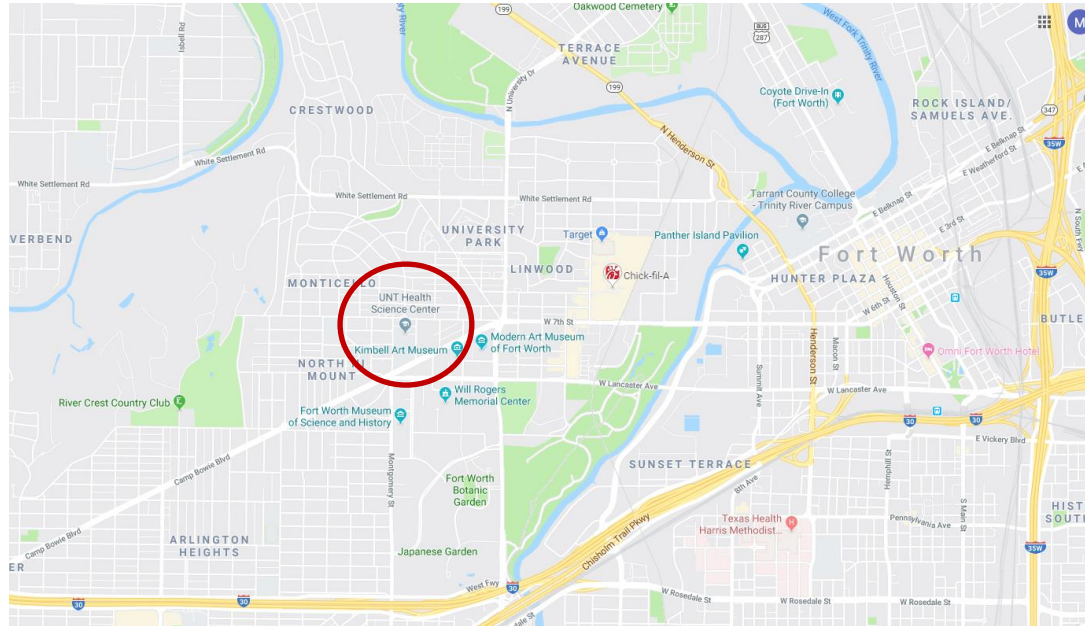 199
Oakwood Cemetery
BUS
287
M
Isbell Rd
TERRACE
AVENUE
N University Dr
West Fork Trinity River
199
Coyote Drive-In
(Fort Worth)
ROCK ISLAND/
SAMUELS AVE.
347
CRESTWOOD
N Henderson St
E Belknap St
35W
E Weatherford St
White Settlement Rd
White Settlement Rd
White Settlement Rd
White Settlement Rd
Tarrant County College
- Trinity River Campus
E Belknap St
E 3rd St
VERBEND
UNIVERSITY
PARK
Target
Panther Island Pavilion
Fort Worth
LINWOOD
Chick-fil-A
HUNTER PLAZA
35W
MONTICELLO
UNT Health
Science Center
Houston St
W 6th St
W 7th St
BUTLE
Kimbell Art Museum
Modern Art Museum
of Fort Worth
Henderson St
Macon St
Omni Fort Worth Hotel
NORTH
MOUNT
Summit Ave
W Lancaster Ave
W Lancaster Ave
Will Rogers
Memorial Center
River Crest Country Club
Fort Worth Museum
of Science and History
30
30
E Vickery Blvd
Camp Bowie Blvd
Montgomery St
SUNSET TERRACE
8th Ave
Hemphill St
Fort Worth
Botanic
Garden
S Main St
HIST
SOUT
Texas Health
Harris Methodist...
Pennsylvania Ave
Chisholm Trail Pkwy
ARLINGTON
HEIGHTS
Camp Bowie Blvd
Japanese Garden
35W
ER
West Fwy
30
30
30
W Rosedale St
W Rosedale St
W Rosedale St